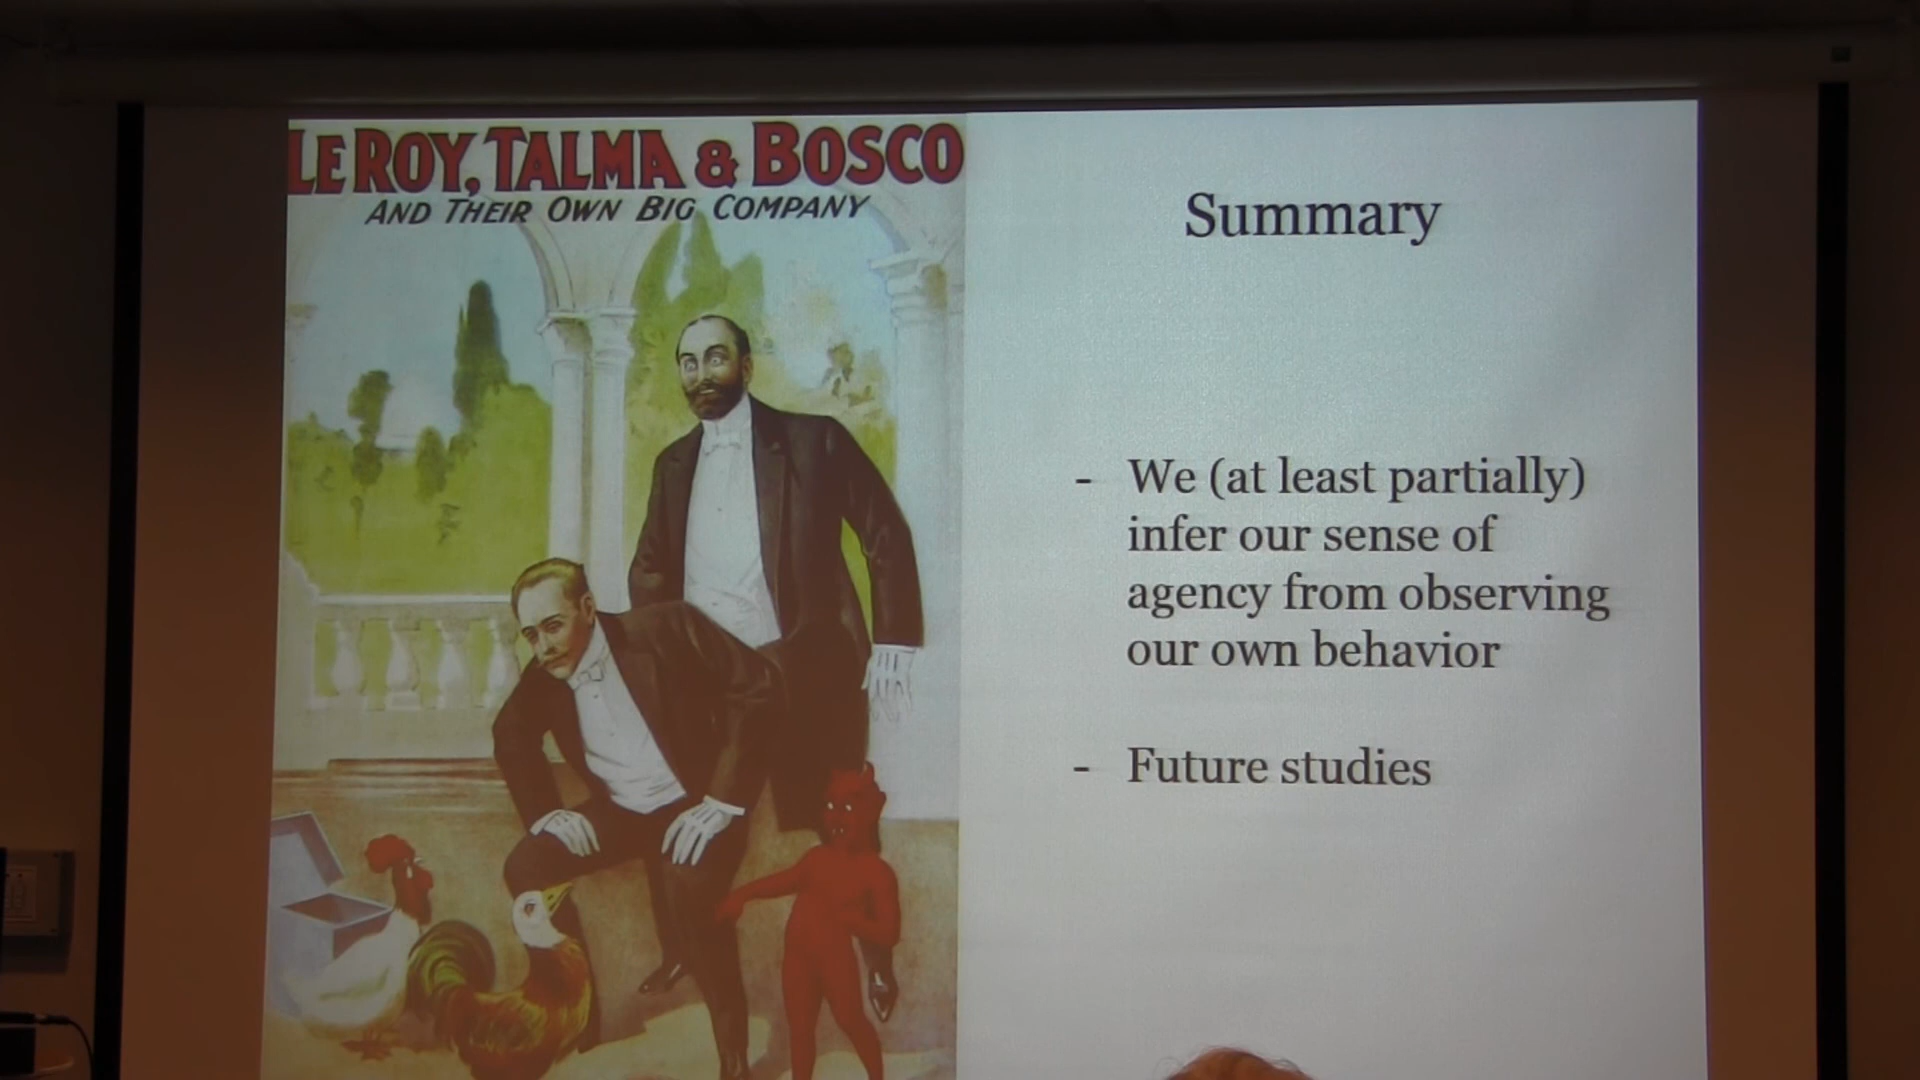 LEROY, TALMA & BOSCO
AND THEIR OWN BIG COMPANY
Summary
- We (at least partially)
infer our sense of
agency from observing
our own behavior
- Future studies